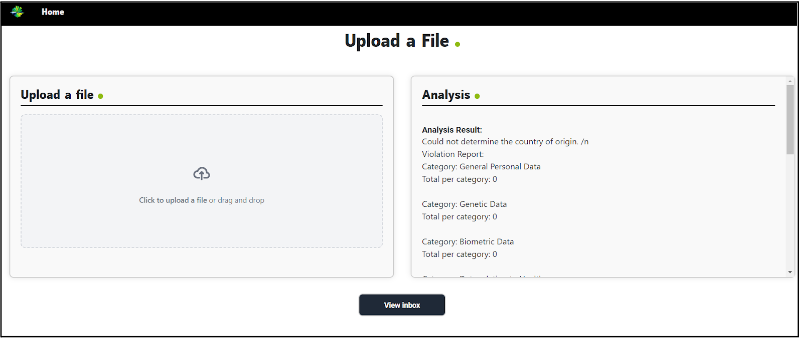 Home
Upload a File
Upload a file
Click to upload a file or drag and drop
Analysis
Analysis Result:
Could not determine the country of origin. /n
Violation Report:
Category: General Personal Data
Total per category: 0
Category: Genetic Data
Total per category: 0
Category: Biometric Data
Total per category: 0
View inbox